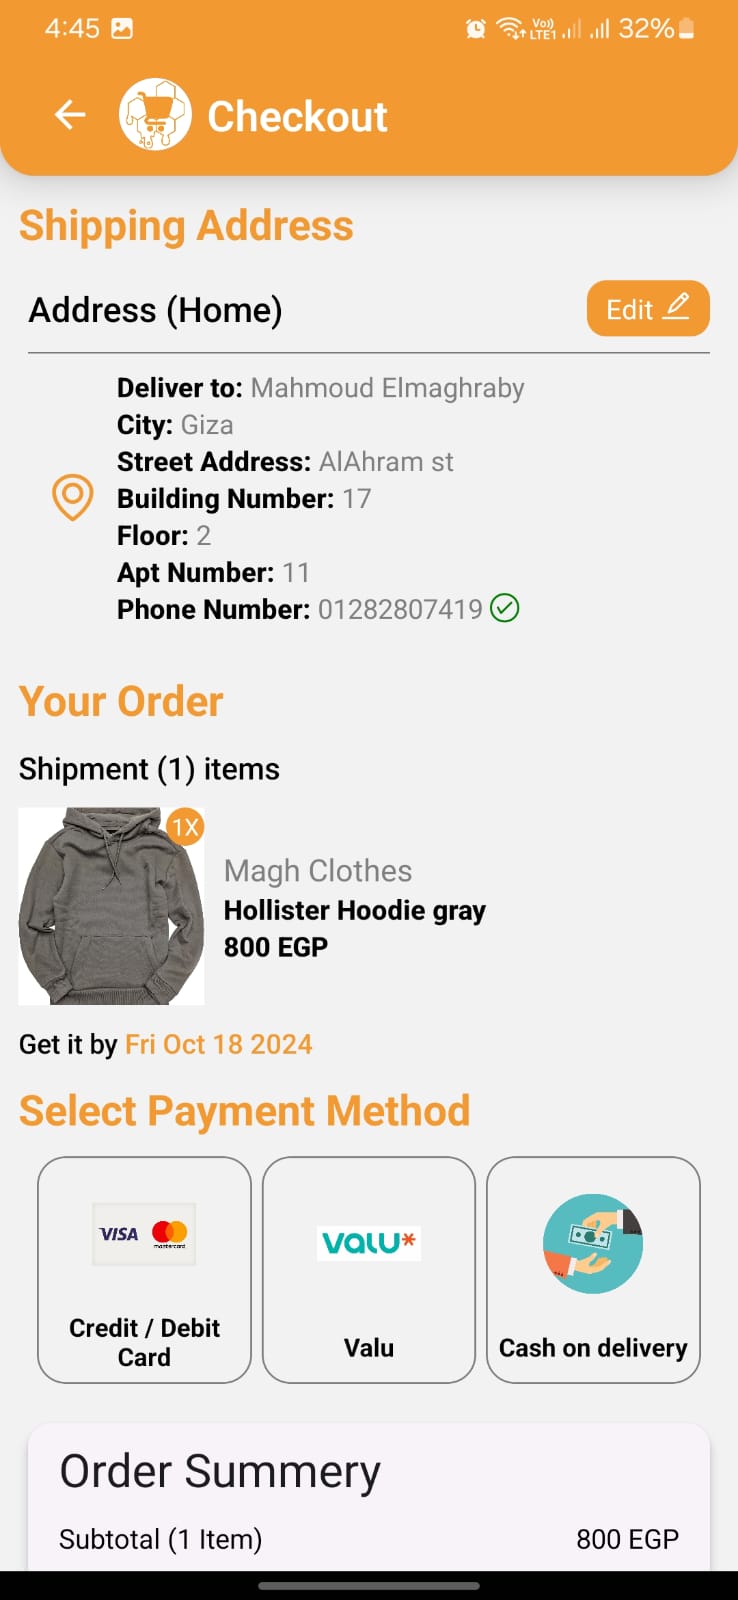 4:45
Vo))
LTE1
32%
Checkout
Shipping Address
Address (Home)
Edit
Deliver to: Mahmoud Elmaghraby
City: Giza
Street Address: AlAhram st
Building Number: 17
Floor: 2
Apt Number: 11
Phone Number: 01282807419
Your Order
Shipment (1) items
1X
Magh Clothes
Hollister Hoodie gray
800 EGP
Get it by Fri Oct 18 2024
Select Payment Method
VISA
mastercard
valu*
Credit / Debit
Card
Valu
Cash on delivery
Order Summery
Subtotal (1 Item) 800 EGP